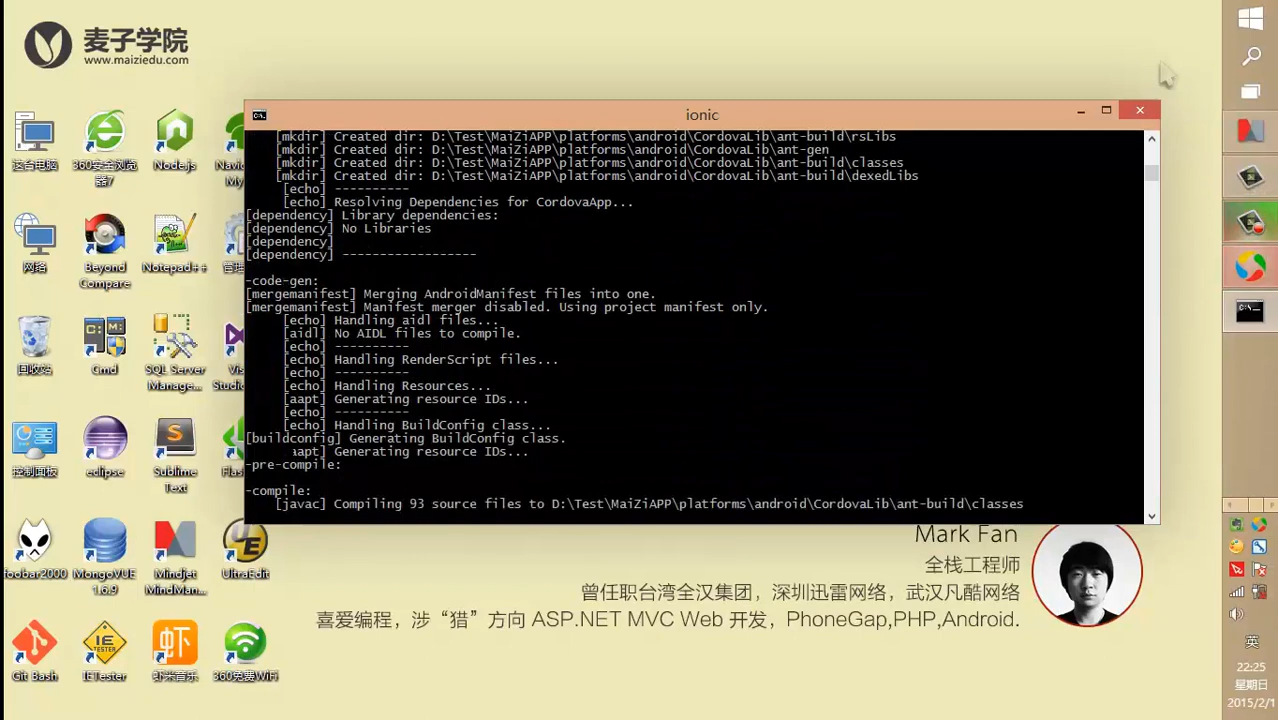 麦子学院
www.maiziedu.com
ionic
[mkdir] Created dir: D:\Test\MaiZiAPP\platforms\android\CordovaLib\ant-build\rsLibs
[mkdir] Created dir: D:\Test\MaiZiAPP\platforms\android\CordovaLib\ant-gen
[mkdir] Created dir: D:\Test\MaiZiAPP\platforms\android\CordovaLib\ant-build\classes
[mkdir] Created dir: D:\Test\MaiZiAPP\platforms\android\CordovaLib\ant-build\dexedLibs
[echo] ----------
[echo] Resolving Dependencies for CordovaApp...
[dependency] Library dependencies:
[dependency] No Libraries
[dependency]
[dependency] ------------------
-code-gen:
[mergemanifest] Merging AndroidManifest files into one.
[mergemanifest] Manifest merger disabled. Using project manifest only.
[echo] Handling aidl files...
[aidl] No AIDL files to compile.
[echo] ----------
[echo] Handling RenderScript files...
[echo] ----------
[echo] Handling Resources...
[aapt] Generating resource IDs...
[echo] ----------
[echo] Handling BuildConfig class...
[buildconfig] Generating BuildConfig class.
aapt] Generating resource IDs...
-pre-compile:
-compile:
[javac] Compiling 93 source files to D:\Test\MaiZiAPP\platforms\android\CordovaLib\ant-build\classes
这台电脑
360安全浏览器7
Node.js
Navic
My
网络
Beyond Compare
Notepad++
管理
回收站
Cmd
SQL Server Manage...
Vis
Studio
控制面板
eclipse
Sublime Text
Flas
foobar2000
MongoVUE 1.6.9
Mindjet MindMan...
UltraEdit
Git Bash
IETester
虾米音乐
360免费WiFi
Mark Fan
全栈工程师
曾任职台湾全汉集团，深圳迅雷网络，武汉凡酷网络
喜爱编程，涉“猎”方向 ASP.NET MVC Web 开发，PhoneGap,PHP,Android.
英
22:25
星期日
2015/2/1